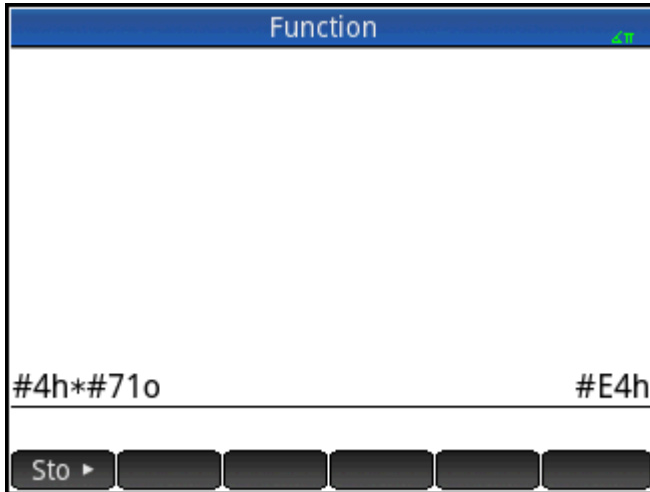 Function
∠π
#4h*#71o #E4h
Sto ►